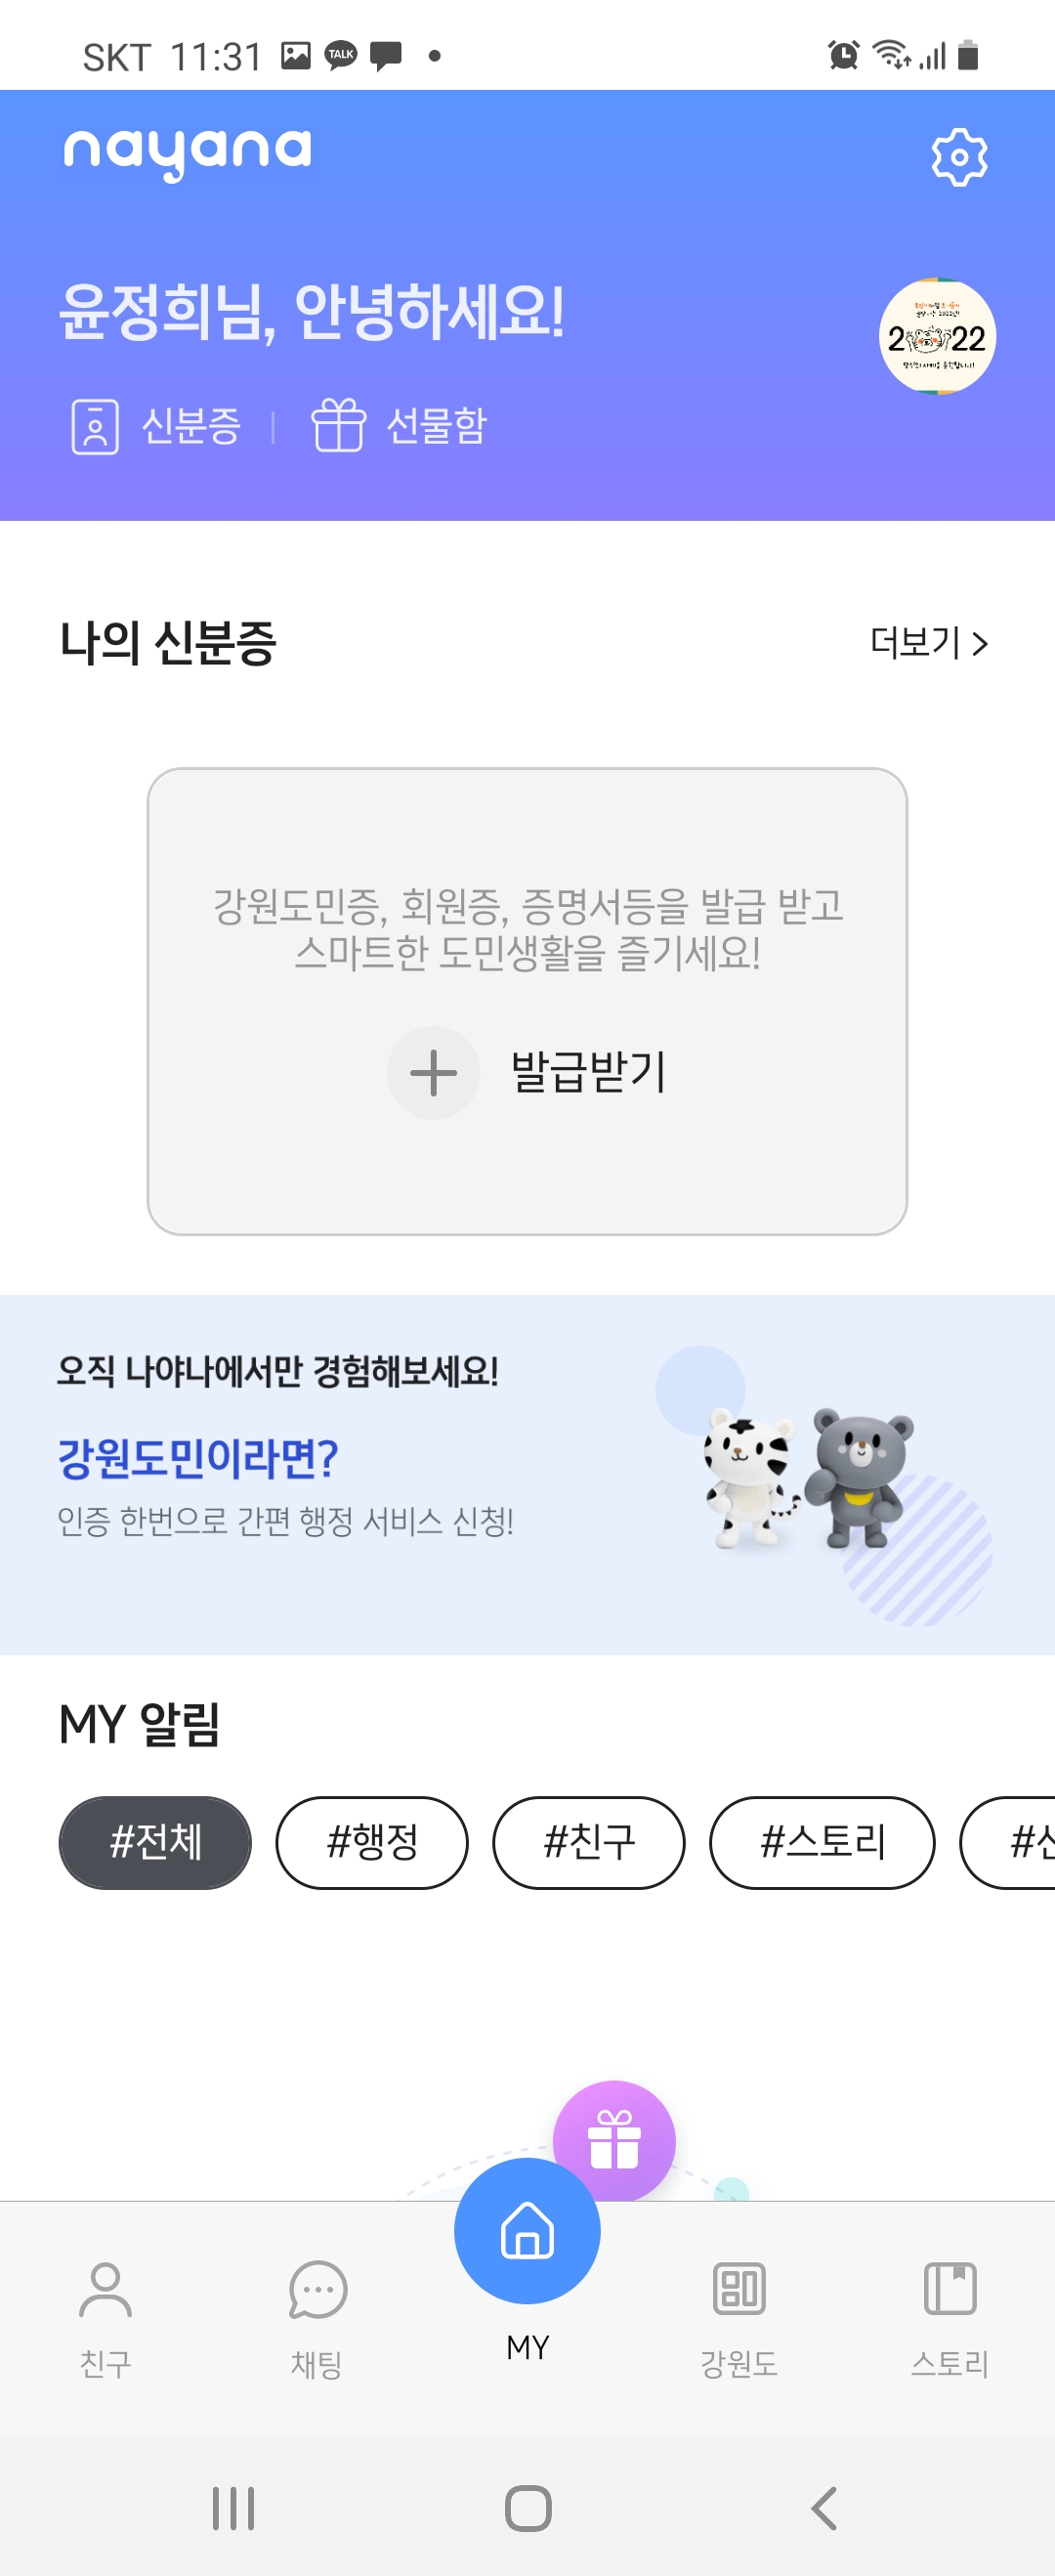 SKT 11:31
TALK
nayana
윤정희님, 안녕하세요!
2022
신분증
선물함
나의 신분증
더보기
강원도민증, 회원증, 증명서등을 발급 받고
스마트한 도민생활을 즐기세요!
발급받기
오직 나야나에서만 경험해보세요!
강원도민이라면?
인증 한번으로 간편 행정 서비스 신청!
MY 알림
#전체
#행정
#친구
#스토리
친구
채팅
MY
강원도
스토리